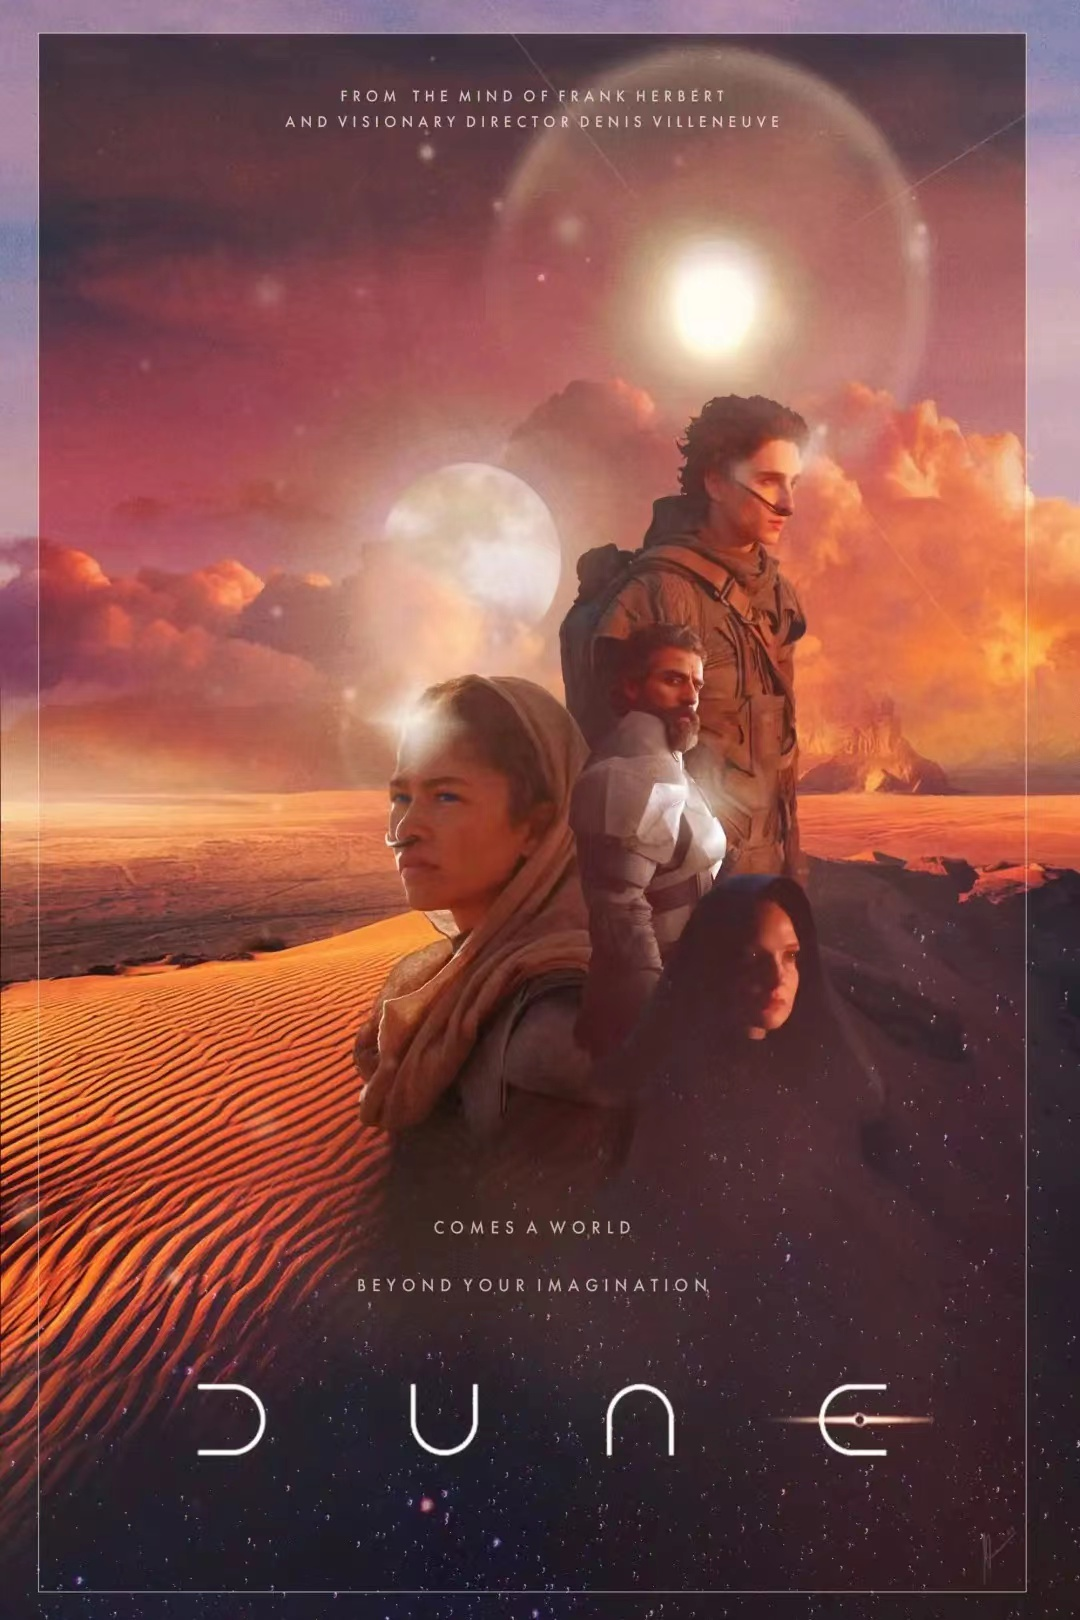 FROM THE MIND OF FRANK HERBERT
AND VISIONARY DIRECTOR DENIS VILLENEUVE
COMES A WORLD
BEYOND YOUR IMAGINATION
DUNE